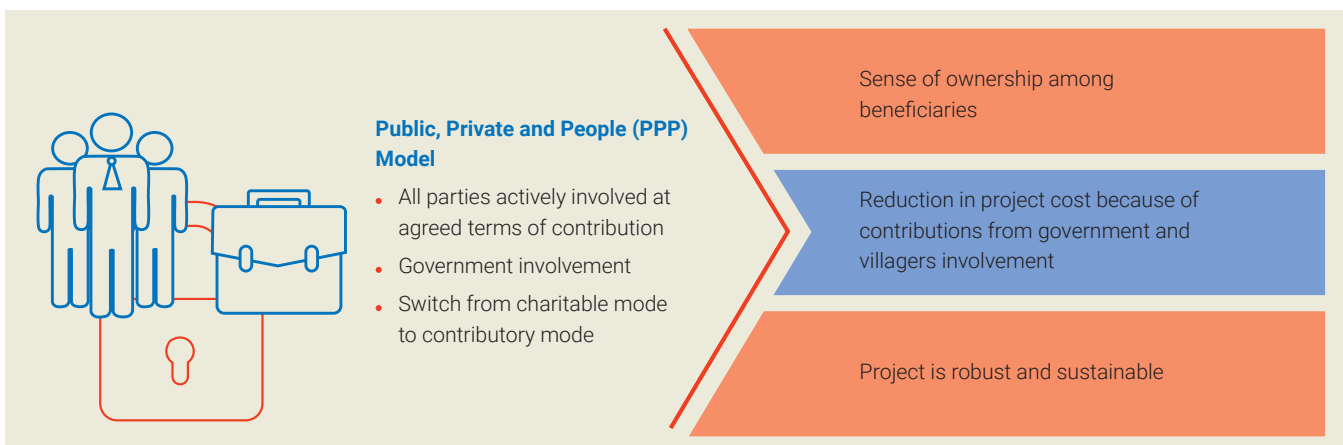 Public, Private and People (PPP)
Model
• All parties actively involved at
agreed terms of contribution
• Government involvement
• Switch from charitable mode
to contributory mode
Sense of ownership among
beneficiaries
Reduction in project cost because of
contributions from government and
villagers involvement
Project is robust and sustainable